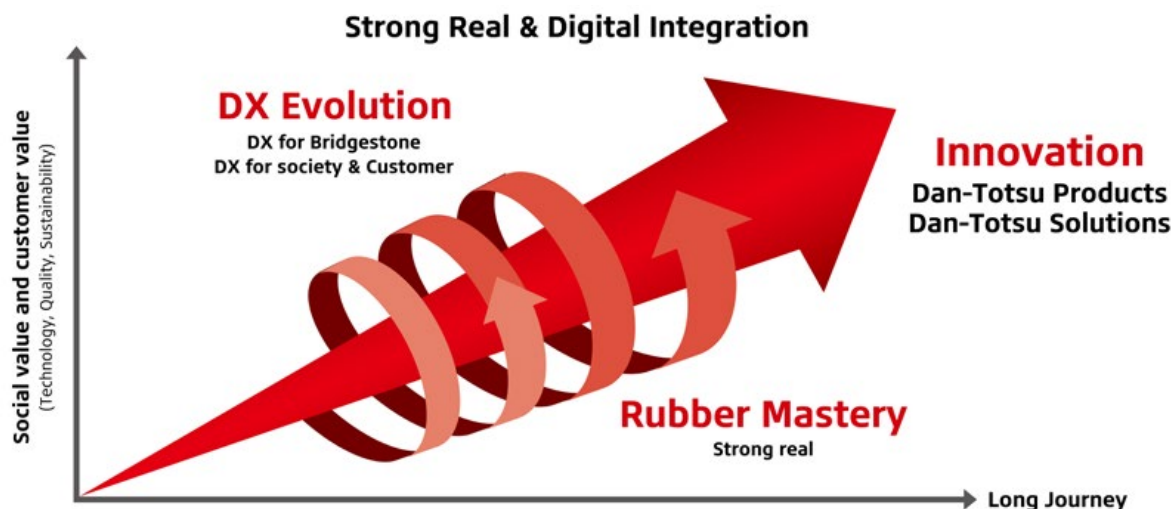 Strong Real & Digital Integration
DX Evolution
DX for Bridgestone
DX for society & Customer
Social value and customer value
(Technology, Quality, Sustainability)
Innovation
Dan-Totsu Products
Dan-Totsu Solutions
Rubber Mastery
Strong real
Long Journey